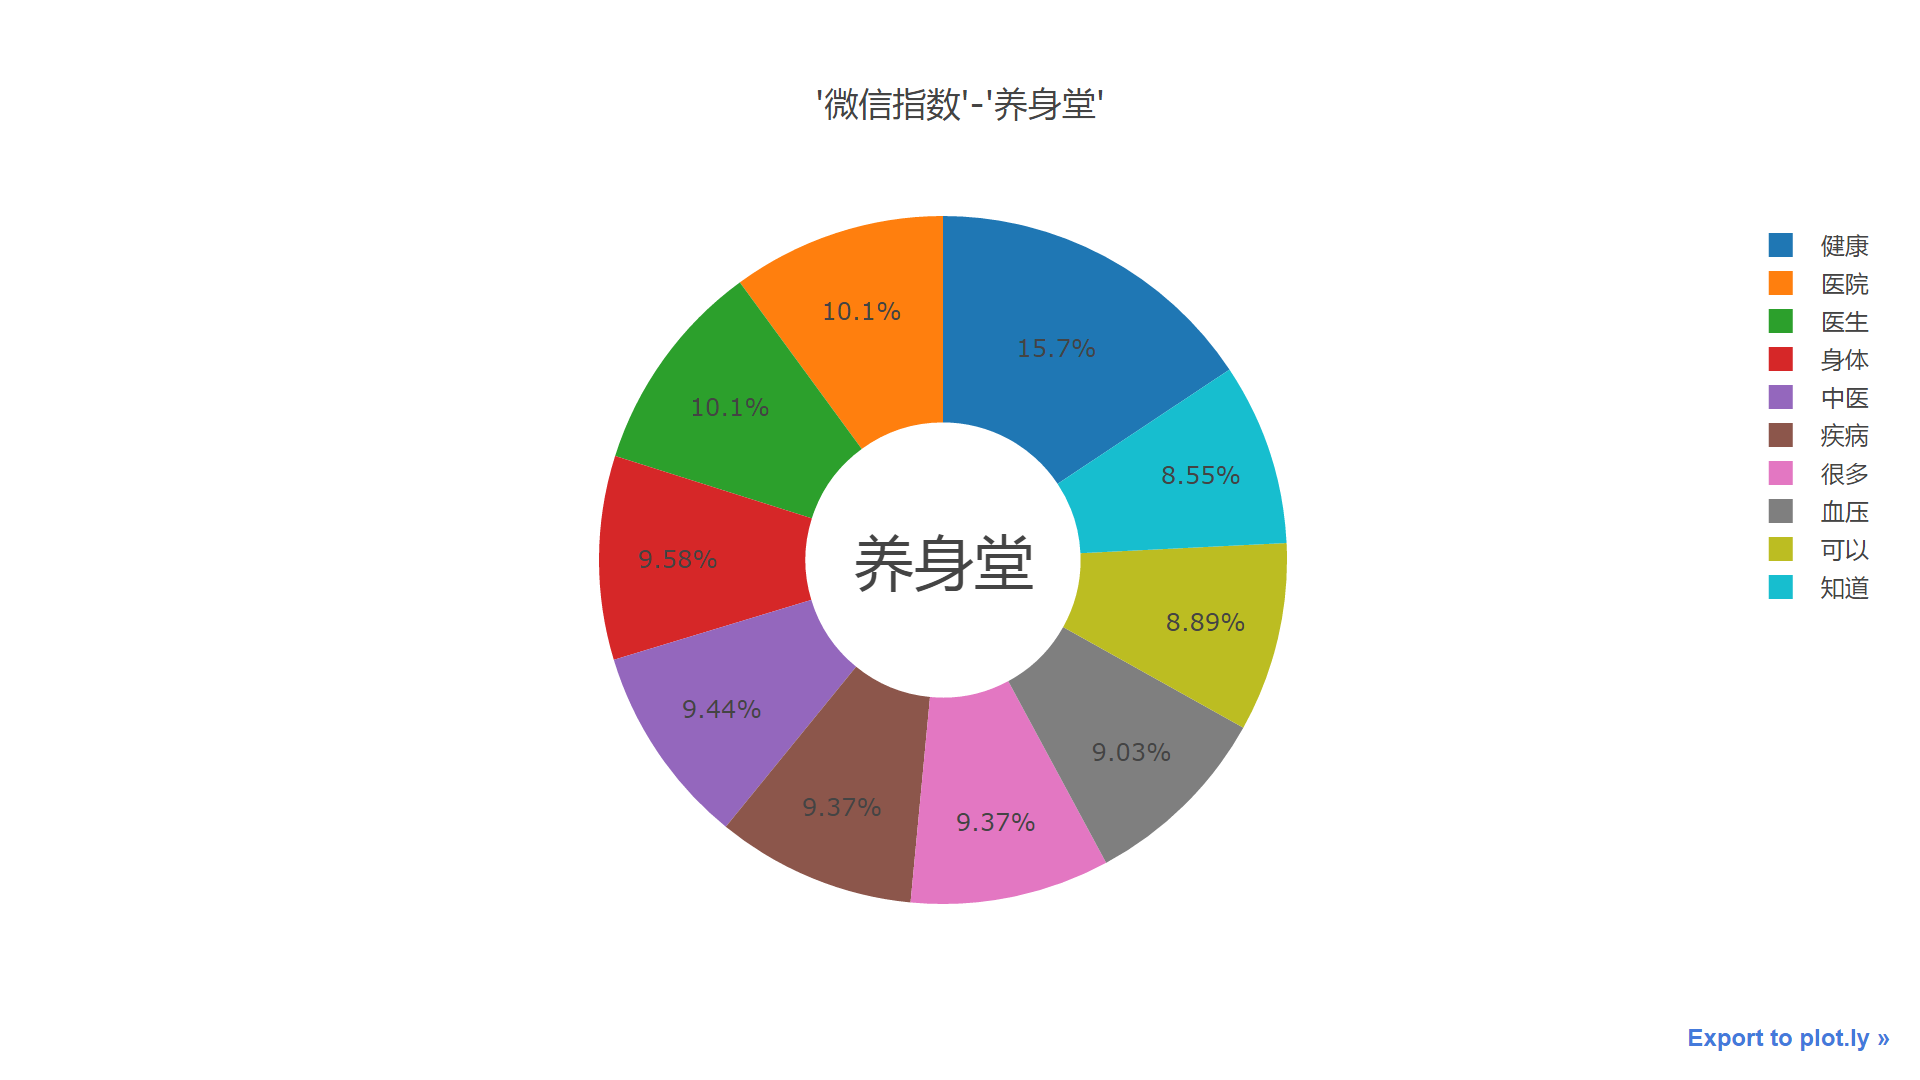 '微信指数'-'养身堂'
10.1%
15.7%
10.1%
8.55%
9.58%
养身堂
8.89%
9.44%
9.03%
9.37%
9.37%
健康
医院
医生
身体
中医
疾病
很多
血压
可以
知道
Export to plot.ly »